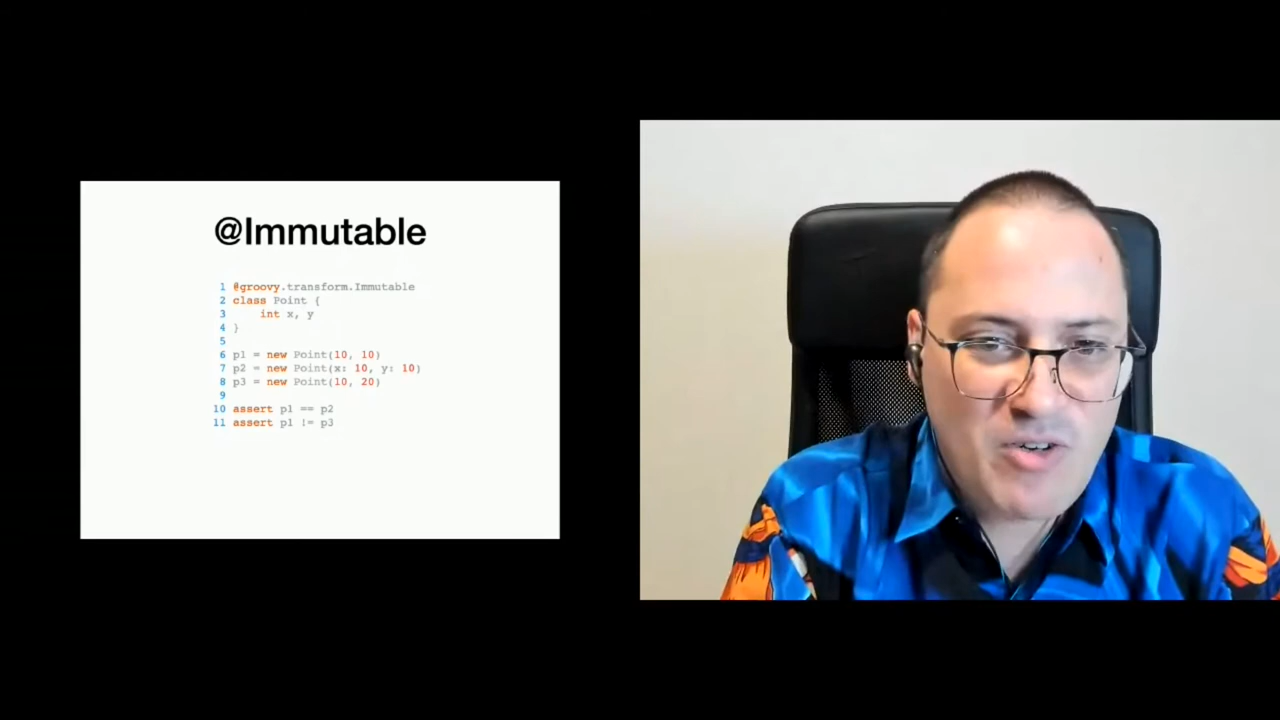 @Immutable
1 @groovy.transform.Immutable
2 class Point {
3 int x, y
4 }
5
6 p1 = new Point(10, 10)
7 p2 = new Point(x: 10, y: 10)
8 p3 = new Point(10, 20)
9
10 assert p1 == p2
11 assert p1 != p3